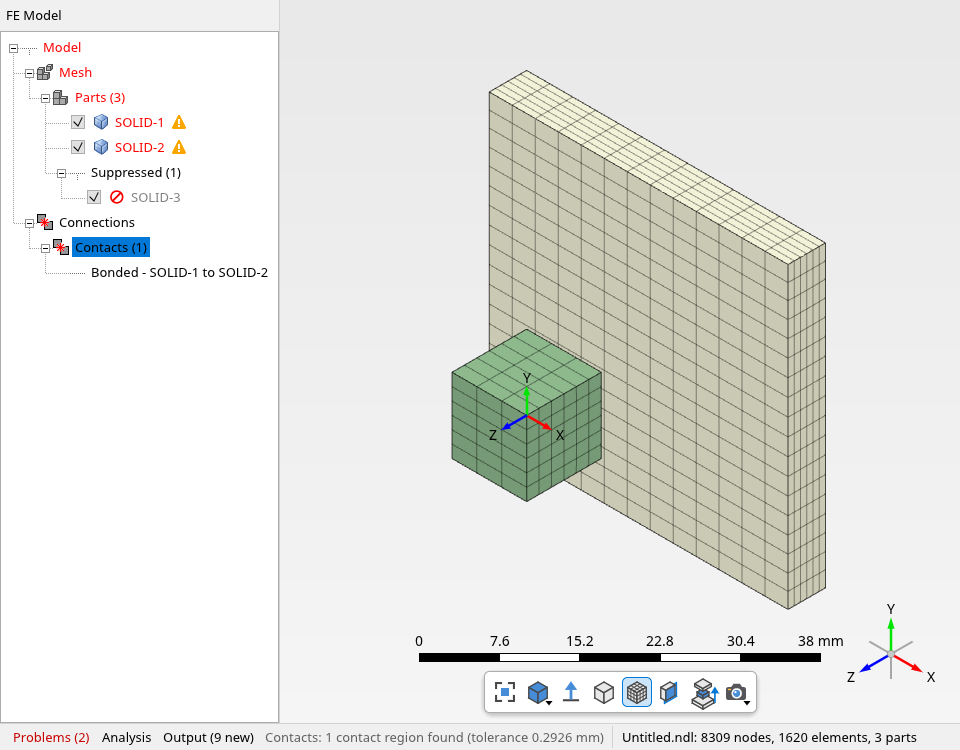 FE Model
Model
Mesh
Parts (3)
SOLID-1
SOLID-2
Suppressed (1)
SOLID-3
Connections
Contacts (1)
Bonded - SOLID-1 to SOLID-2
Y
Z X
0 7.6 15.2 22.8 30.4 38 mm
Y
Z X
Problems (2) Analysis Output (9 new) Contacts: 1 contact region found (tolerance 0.2926 mm) Untitled.ndl: 8309 nodes, 1620 elements, 3 parts